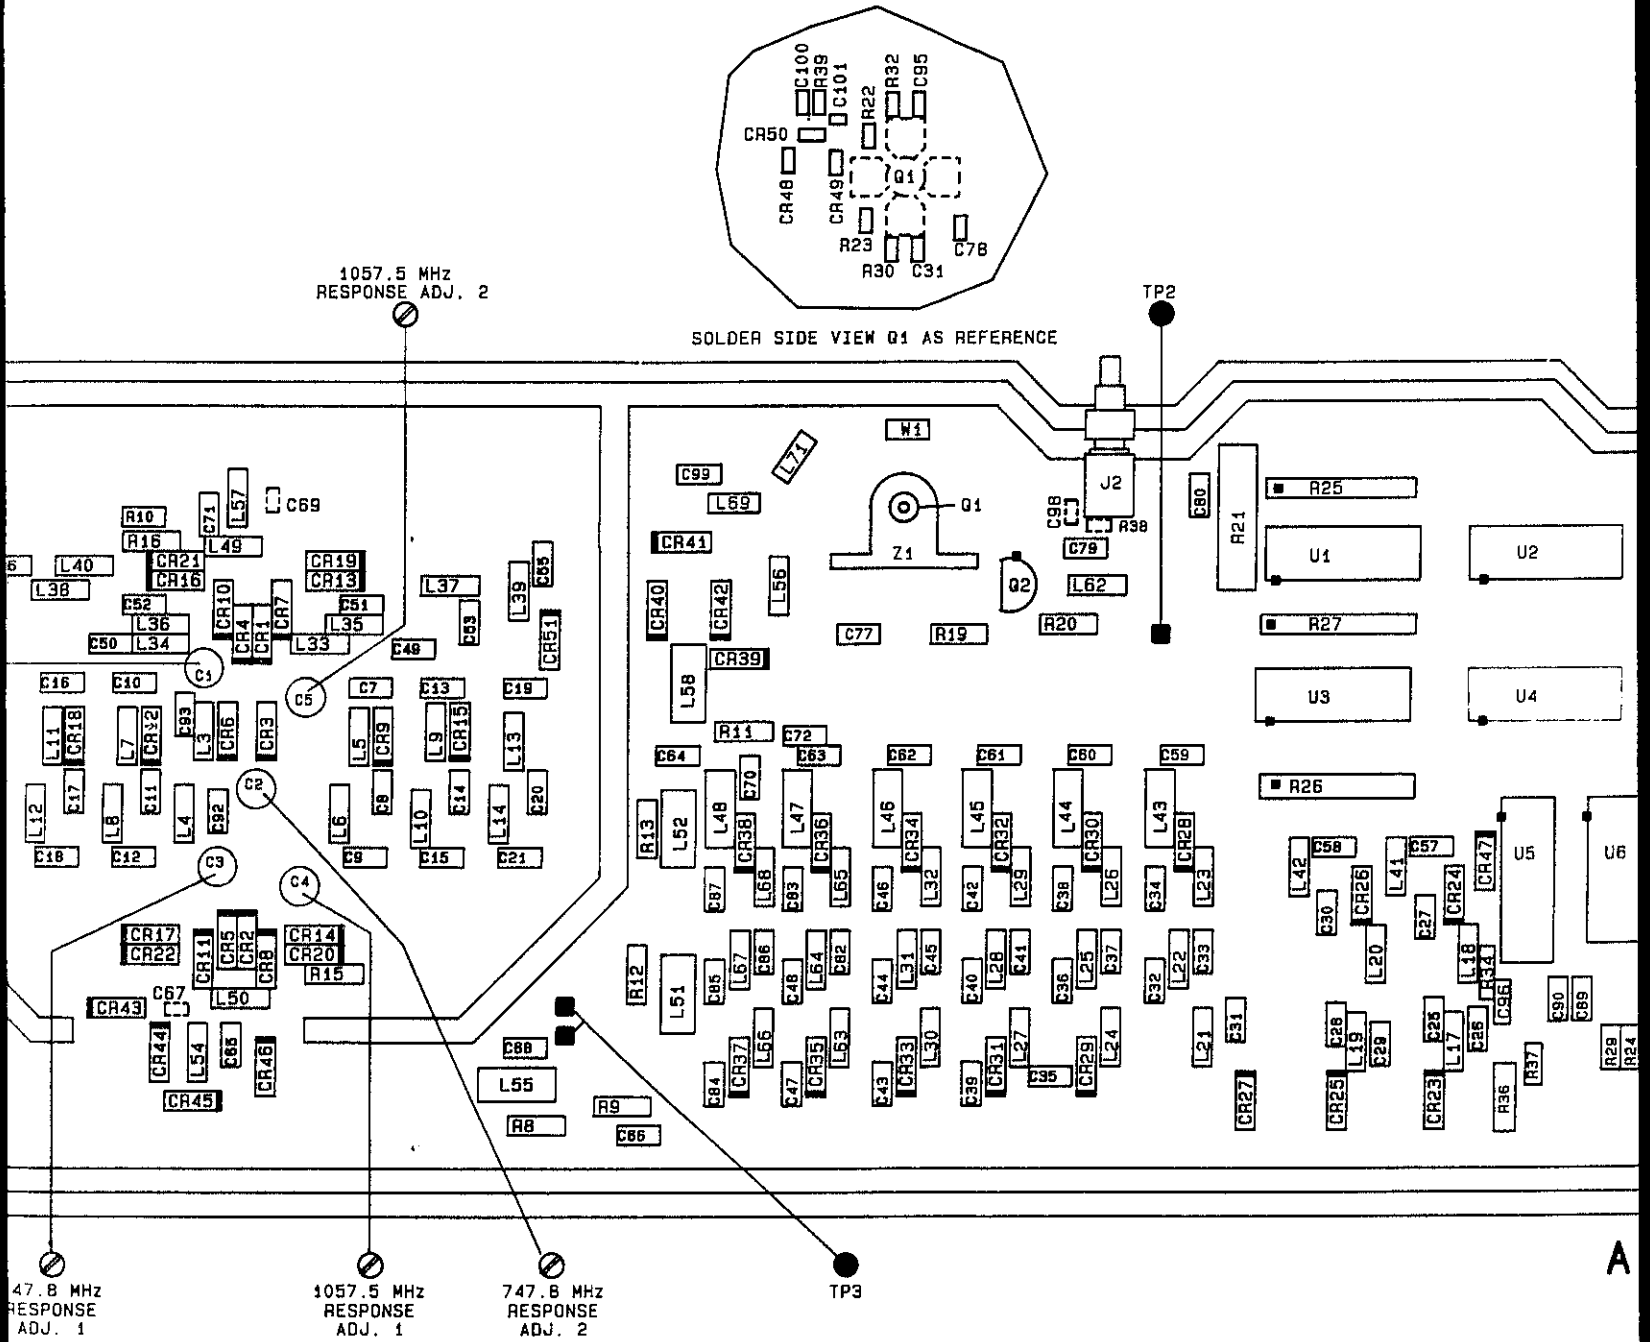 C100
R39
C101
R22
R32
C95
CR50
CR48
CR49
Q1
R23
R30
C31
C78
1057.5 MHz
RESPONSE ADJ. 2
TP2
SOLDER SIDE VIEW Q1 AS REFERENCE
W1
L71
C99
L69
J2
C98
R38
C80
R21
R25
U1
U2
Q1
Z1
C79
Q2
L62
R27
R20
R19
C77
U3
U4
R26
L57
C71
C69
R10
R16
L49
CR21
CR16
CR19
CR13
L40
L38
C52
L36
L34
C50
CR10
CR4
CR1
CR7
C51
L35
L33
L37
C53
C49
L39
C55
CR51
CR41
CR40
CR42
L56
L58
CR39
C1
C5
C16
C10
C93
C7
C13
C19
L11
CR18
L7
CR12
L3
CR6
CR3
L5
CR9
L9
CR15
L13
R11
C72
C64
C63
C62
C61
C60
C59
C2
L12
C17
L8
C11
L4
C92
L6
C8
L10
C14
L14
C20
C18
C12
C9
C15
C21
R13
L52
L48
C70
CR38
L47
CR36
L46
CR34
L45
CR32
L44
CR30
L43
CR28
C3
C4
C87
L68
C83
L65
C46
L32
C42
L29
C38
L26
C34
L23
L42
C58
L41
C57
CR47
U5
U6
C30
CR26
C27
CR24
CR17
CR22
CR11
CR5
CR2
CR8
CR14
CR20
R15
L50
C67
CR43
R12
L51
C85
L67
C86
C48
L64
C82
C44
L31
C45
C40
L28
C41
C36
L25
C37
C32
L22
C33
L20
L18
R34
C96
C90
C89
CR44
L54
C65
CR46
CR45
C68
L55
R8
R9
C66
C84
CR37
L66
C47
CR35
L63
C43
CR33
L30
C39
CR31
L27
C35
CR29
L24
L21
C31
CR27
C28
L19
C29
CR25
C25
L17
C26
CR23
R36
R37
R29
R24
47.8 MHz
RESPONSE
ADJ. 1
1057.5 MHz
RESPONSE
ADJ. 1
747.8 MHz
RESPONSE
ADJ. 2
TP3
A